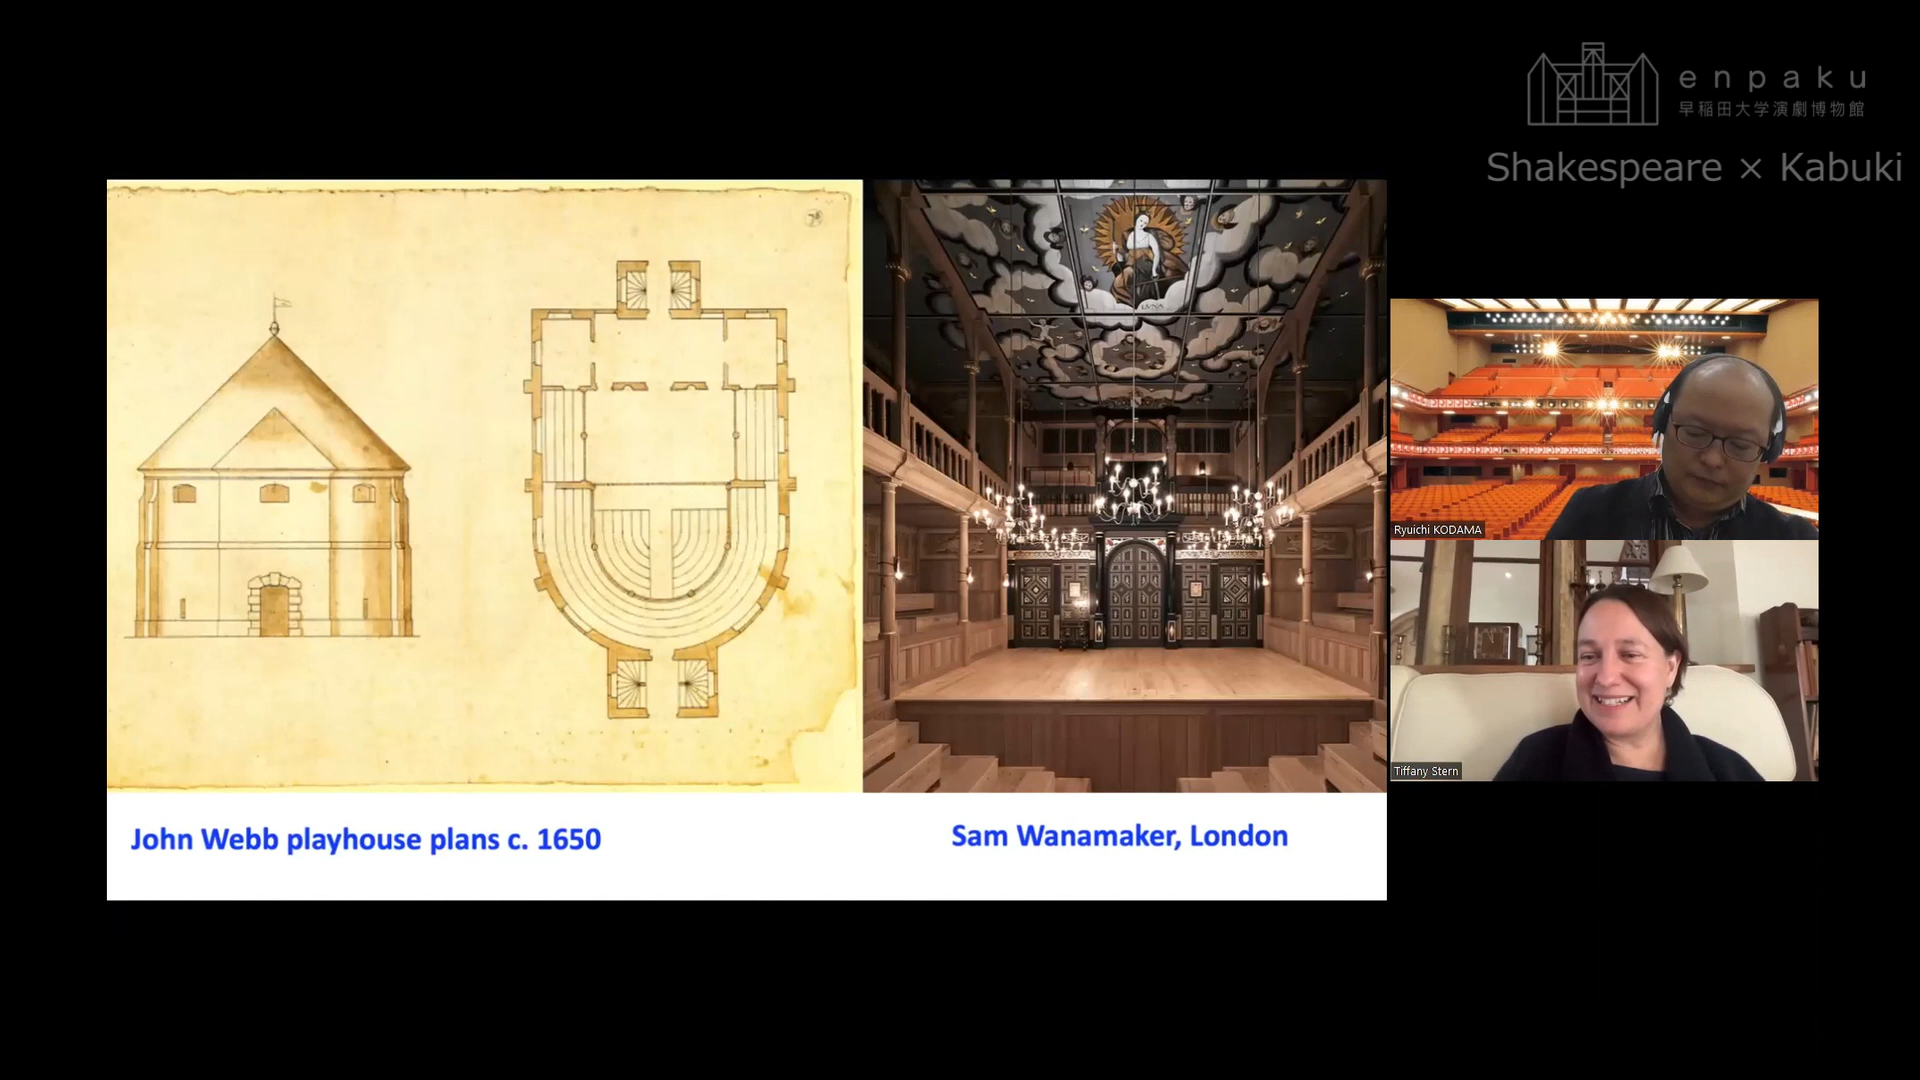 enpaku
早稲田大学演劇博物館
Shakespeare × Kabuki
LUNA
Ryuichi KODAMA
Tiffany Stern
John Webb playhouse plans c. 1650
Sam Wanamaker, London